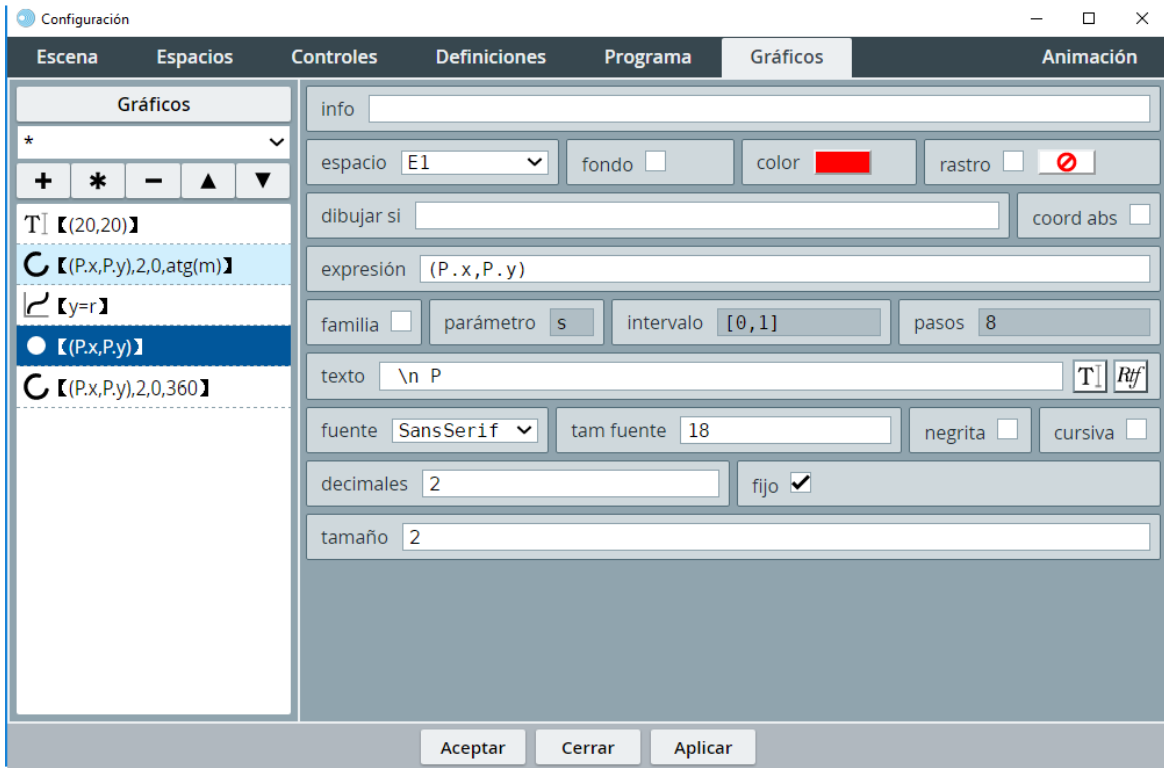 Configuración
Escena Espacios Controles Definiciones Programa Gráficos Animación
Gráficos
*
+ * − ▲ ▼
T 【(20,20)】
【(P.x,P.y),2,0,atg(m)】
【y=r】
【(P.x,P.y)】
【(P.x,P.y),2,0,360】
info
espacio E1 fondo color rastro
dibujar si coord abs
expresión (P.x,P.y)
familia parámetro s intervalo [0,1] pasos 8
texto \n P T Rtf
fuente SansSerif tam fuente 18 negrita cursiva
decimales 2 fijo
tamaño 2
Aceptar Cerrar Aplicar